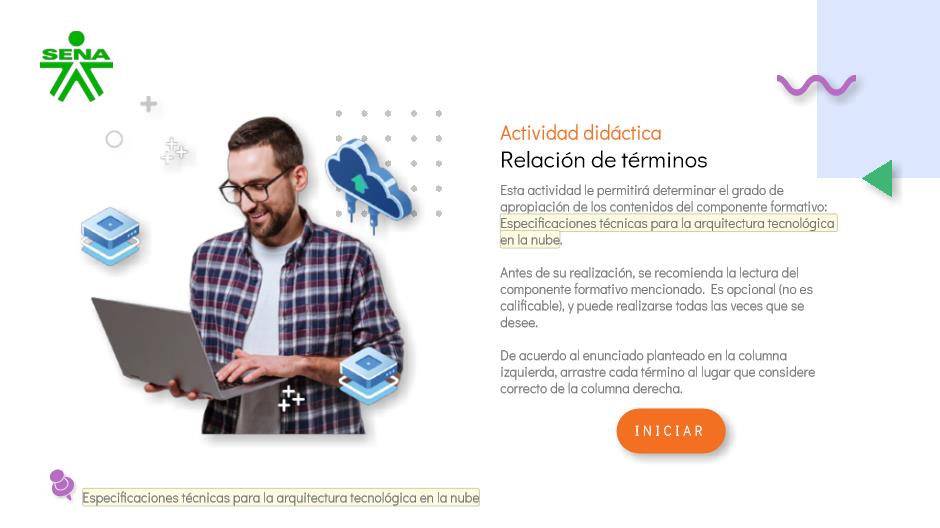 SENA
Actividad didáctica
Relación de términos
Esta actividad le permitirá determinar el grado de
apropiación de los contenidos del componente formativo:
Especificaciones técnicas para la arquitectura tecnológica
en la nube.
Antes de su realización, se recomienda la lectura del
componente formativo mencionado. Es opcional (no es
calificable), y puede realizarse todas las veces que se
desee.
De acuerdo al enunciado planteado en la columna
izquierda, arrastre cada término al lugar que considere
correcto de la columna derecha.
INICIAR
Especificaciones técnicas para la arquitectura tecnológica en la nube